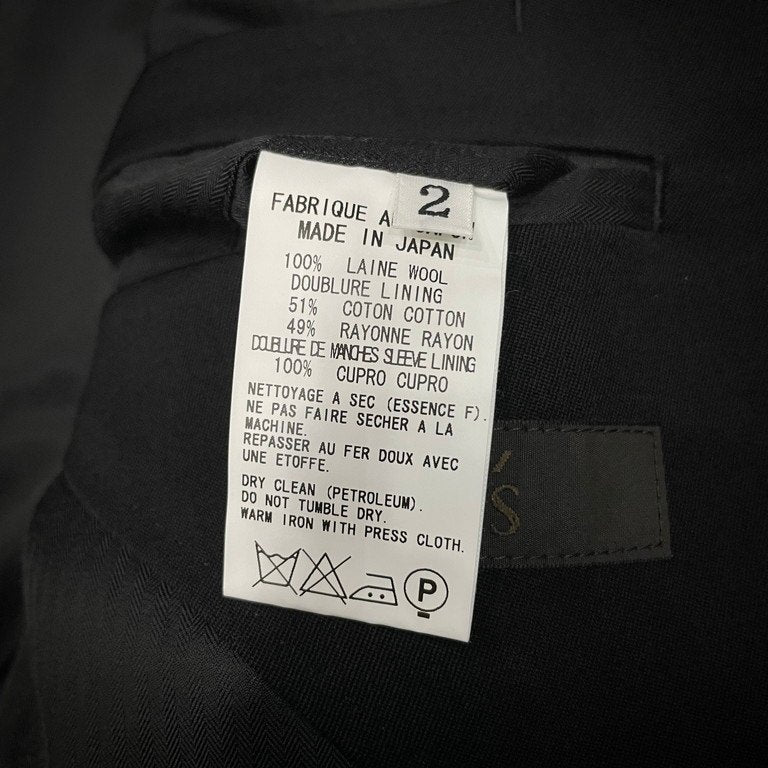 2
FABRIQUE A
MADE IN JAPAN
100% LAINE WOOL
DOUBLURE LINING
51% COTON COTTON
49% RAYONNE RAYON
DOUBLURE DE MANCHES SLEEVE LINING
100% CUPRO CUPRO
NETTOYAGE A SEC (ESSENCE F).
NE PAS FAIRE SECHER A LA
MACHINE.
REPASSER AU FER DOUX AVEC
UNE ETOFFE.
DRY CLEAN (PETROLEUM).
DO NOT TUMBLE DRY.
WARM IRON WITH PRESS CLOTH.
P
's